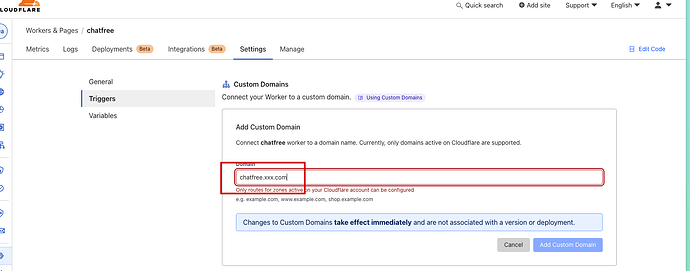 CLOUDFLARE
Quick search
Add site
Support
English
Workers & Pages / chatfree
Metrics
Logs
Deployments Beta
Integrations Beta
Settings
Manage
Edit Code
General
Triggers
Variables
Custom Domains
Connect your Worker to a custom domain. Using Custom Domains
Add Custom Domain
Connect chatfree worker to a domain name. Currently, only domains active on Cloudflare are supported.
Domain
chatfree.xxx.com
Only routes for zones active on your Cloudflare account can be configured
e.g. example.com, www.example.com, shop.example.com
Changes to Custom Domains take effect immediately and are not associated with a version or deployment.
Cancel
Add Custom Domain